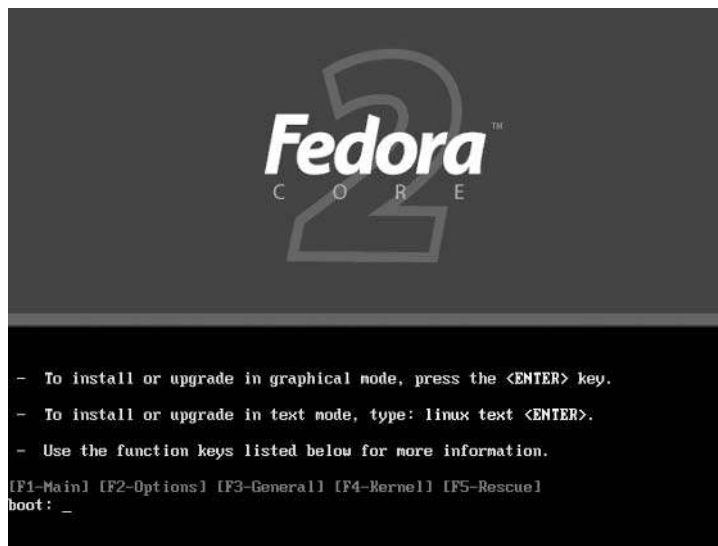 2
Fedora™
CORE
- To install or upgrade in graphical mode, press the <ENTER> key.
- To install or upgrade in text mode, type: linux text <ENTER>.
- Use the function keys listed below for more information.
[F1-Main] [F2-Options] [F3-General] [F4-Kernel] [F5-Rescue]
boot: _